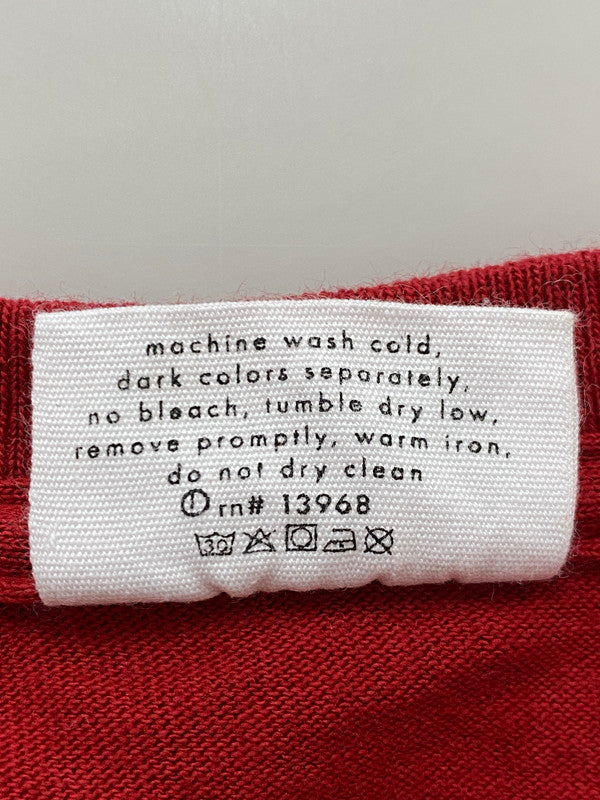 machine wash cold,
dark colors separately,
no bleach, tumble dry low,
remove promptly, warm iron,
do not dry clean
rn# 13968
30